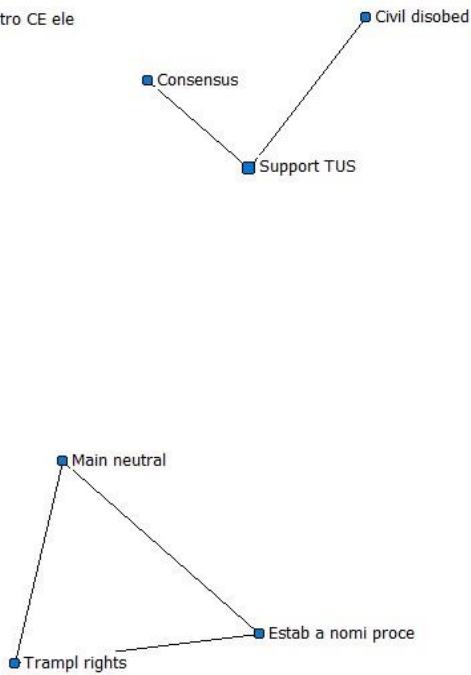 tro CE ele
Civil disobed
Consensus
Support TUS
Main neutral
Estab a nomi proce
Trampl rights